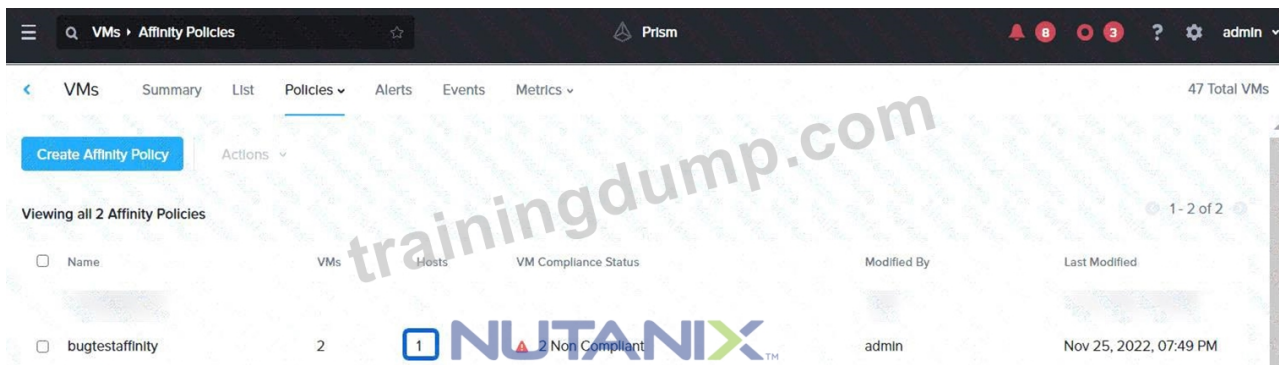 VMs › Affinity Policies
Prism
8
3
?
admin
VMs Summary List Policies Alerts Events Metrics 47 Total VMs
Create Affinity Policy Actions
Viewing all 2 Affinity Policies 1 - 2 of 2
Name VMs Hosts VM Compliance Status Modified By Last Modified
bugtestaffinity 2 1 2 Non Compliant admin Nov 25, 2022, 07:49 PM
trainingdump.com
NUTANIX TM